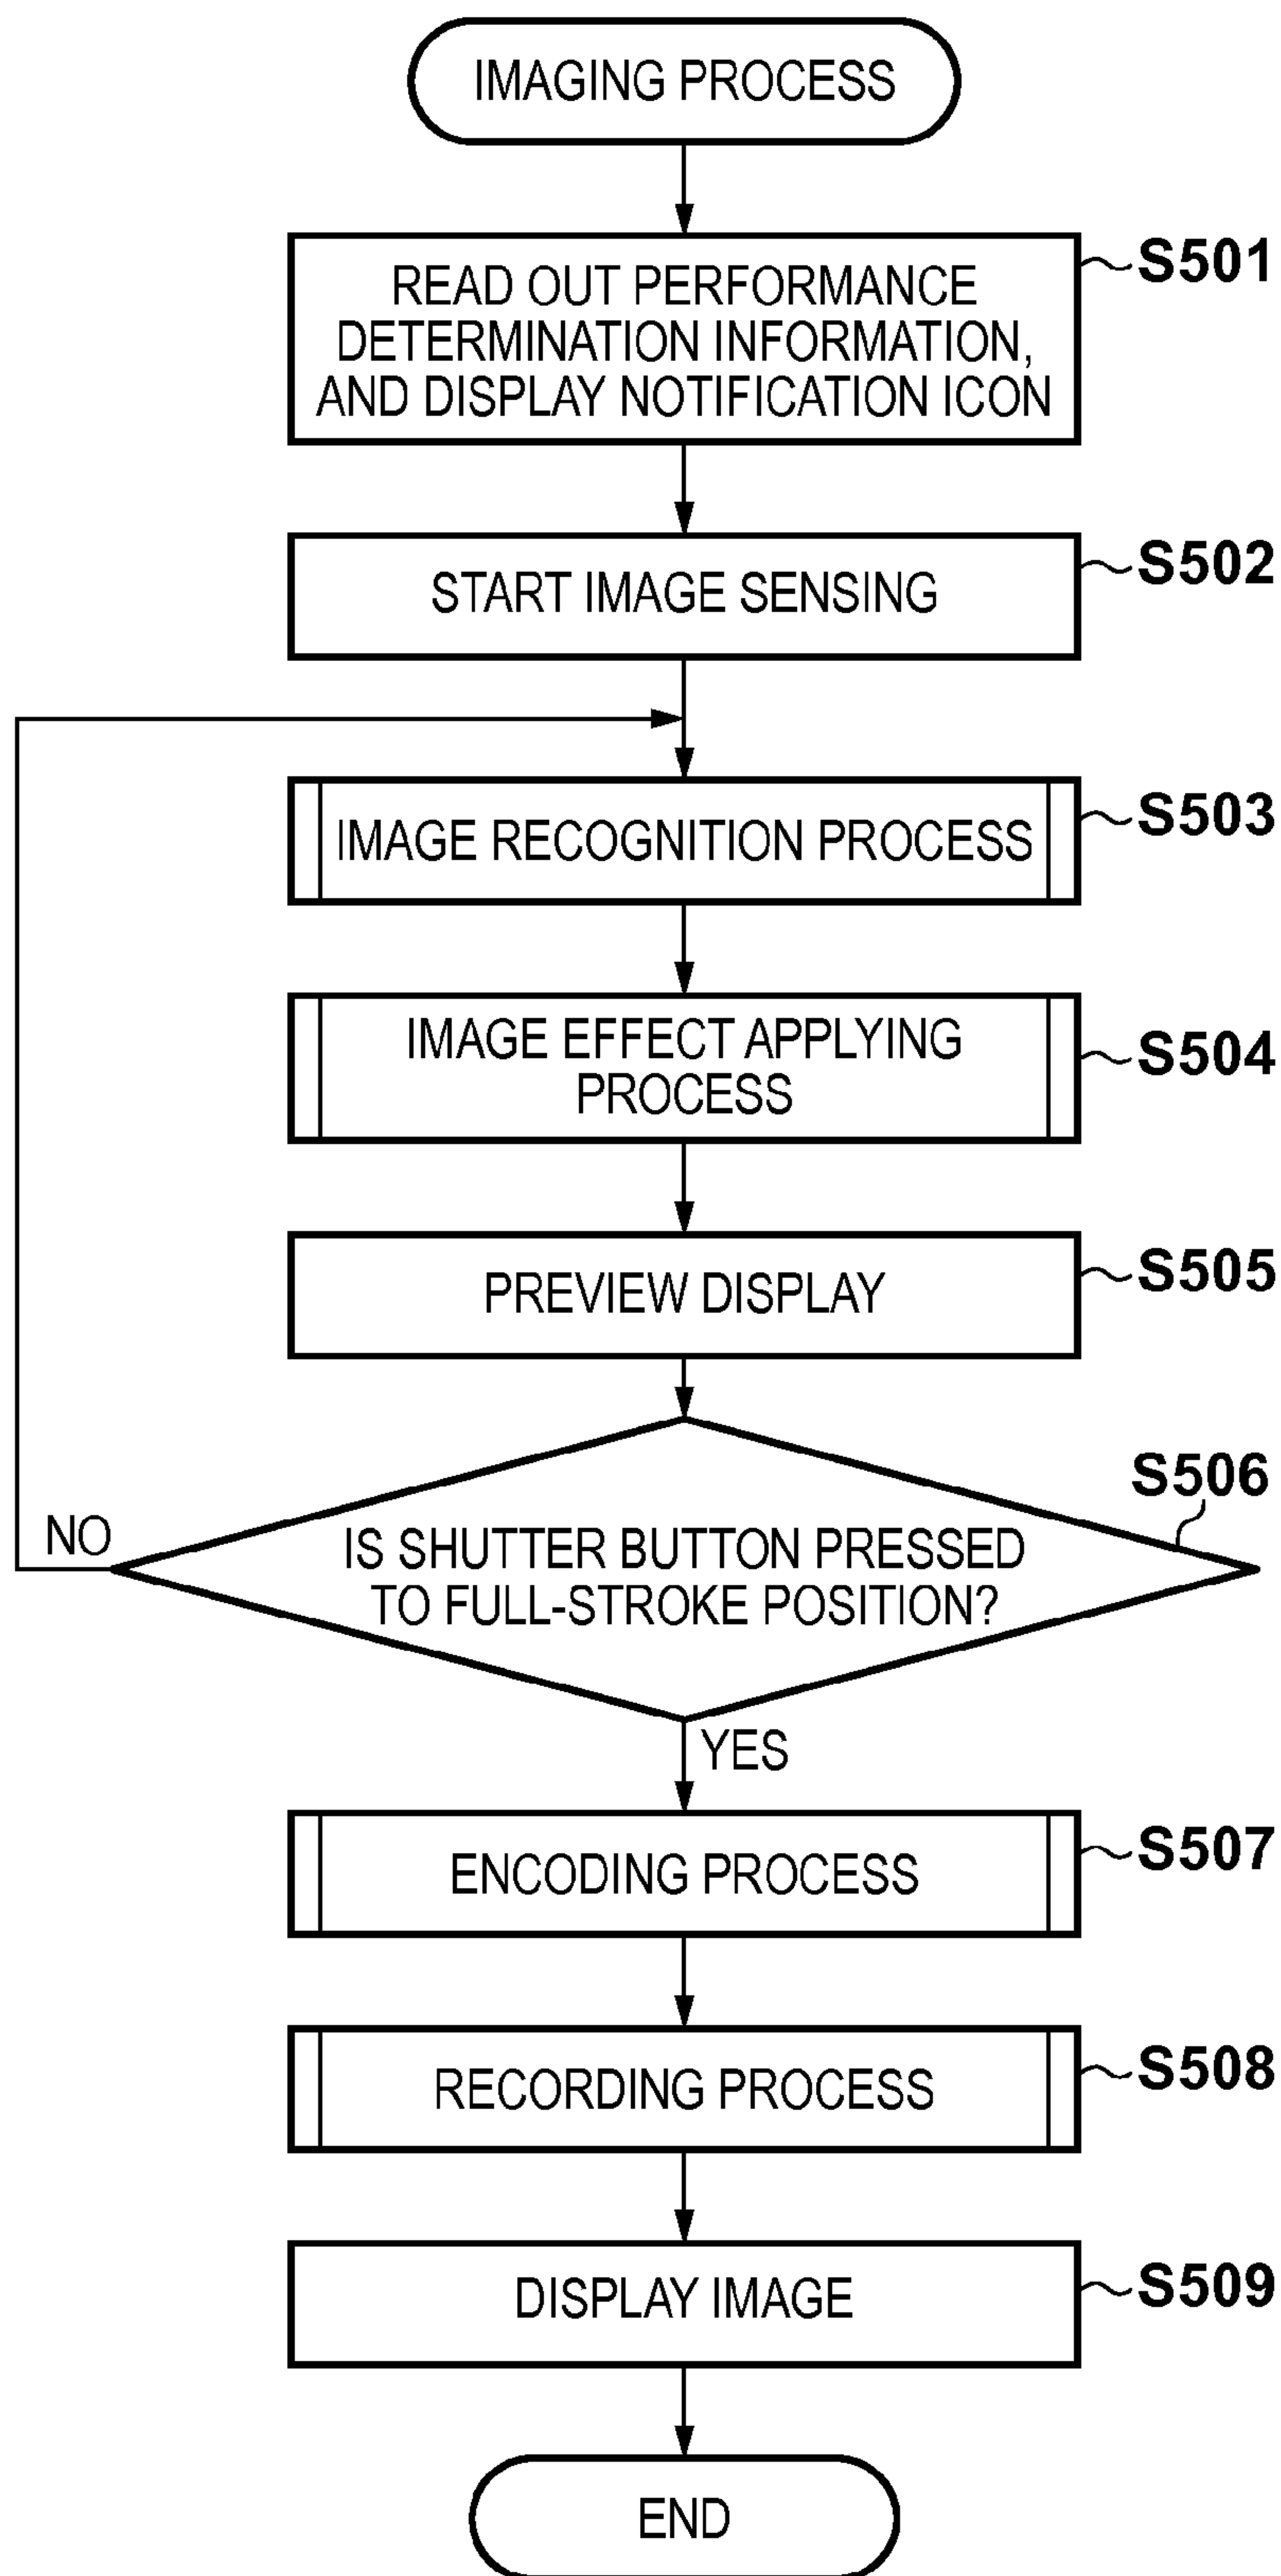 IMAGING PROCESS
READ OUT PERFORMANCE
DETERMINATION INFORMATION,
AND DISPLAY NOTIFICATION ICON
S501
START IMAGE SENSING
S502
IMAGE RECOGNITION PROCESS
S503
IMAGE EFFECT APPLYING
PROCESS
S504
PREVIEW DISPLAY
S505
S506
NO
IS SHUTTER BUTTON PRESSED
TO FULL-STROKE POSITION?
YES
ENCODING PROCESS
S507
RECORDING PROCESS
S508
DISPLAY IMAGE
S509
END